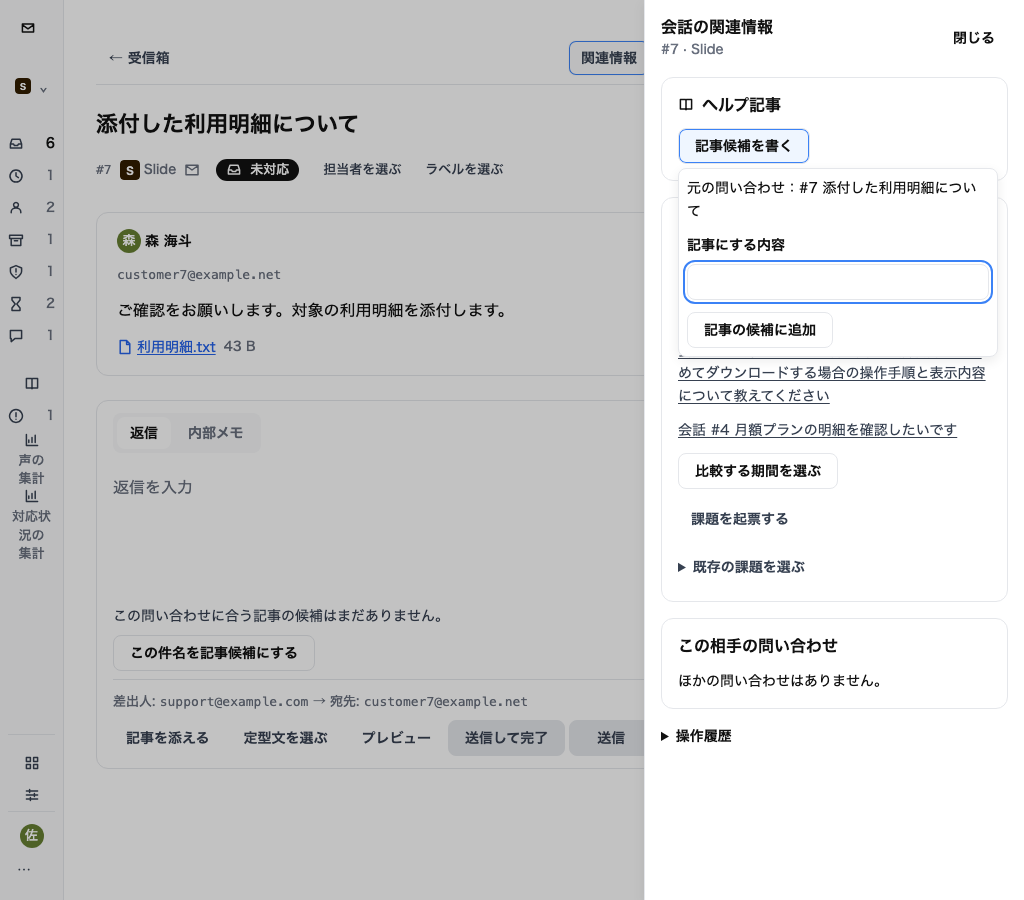 S
6
1
2
1
1
2
1
1
声の
集計
対応状
況の
集計
佐
…
← 受信箱
関連情報
添付した利用明細について
#7 S Slide 未対応 担当者を選ぶ ラベルを選ぶ
森 森 海斗
customer7@example.net
ご確認をお願いします。対象の利用明細を添付します。
利用明細.txt 43 B
返信 内部メモ
返信を入力
この問い合わせに合う記事の候補はまだありません。
この件名を記事候補にする
差出人: support@example.com → 宛先: customer7@example.net
記事を添える 定型文を選ぶ プレビュー 送信して完了 送信
会話の関連情報
#7 · Slide
閉じる
ヘルプ記事
記事候補を書く
元の問い合わせ：#7 添付した利用明細につい
て
記事にする内容
記事の候補に追加
めてダウンロードする場合の操作手順と表示内容
について教えてください
会話 #4 月額プランの明細を確認したいです
比較する期間を選ぶ
課題を起票する
▶ 既存の課題を選ぶ
この相手の問い合わせ
ほかの問い合わせはありません。
▶ 操作履歴